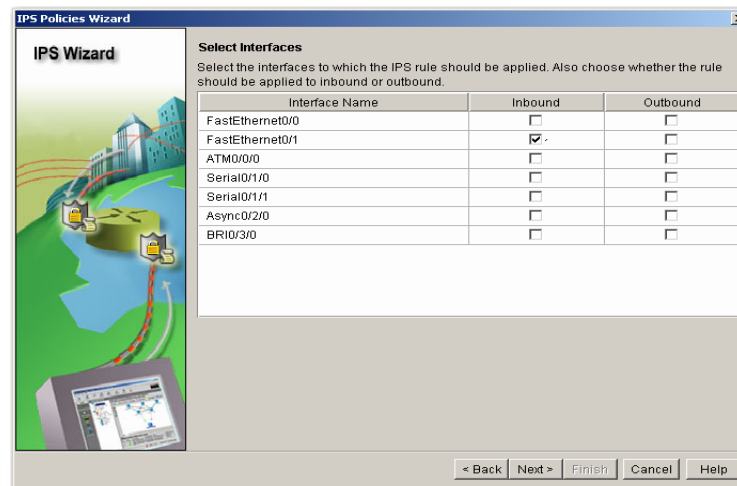 IPS Policies Wizard
IPS Wizard
Select Interfaces
Select the interfaces to which the IPS rule should be applied. Also choose whether the rule
should be applied to inbound or outbound.
Interface Name Inbound Outbound
FastEthernet0/0
FastEthernet0/1
ATM0/0/0
Serial0/1/0
Serial0/1/1
Async0/2/0
BRI0/3/0
< Back Next > Finish Cancel Help